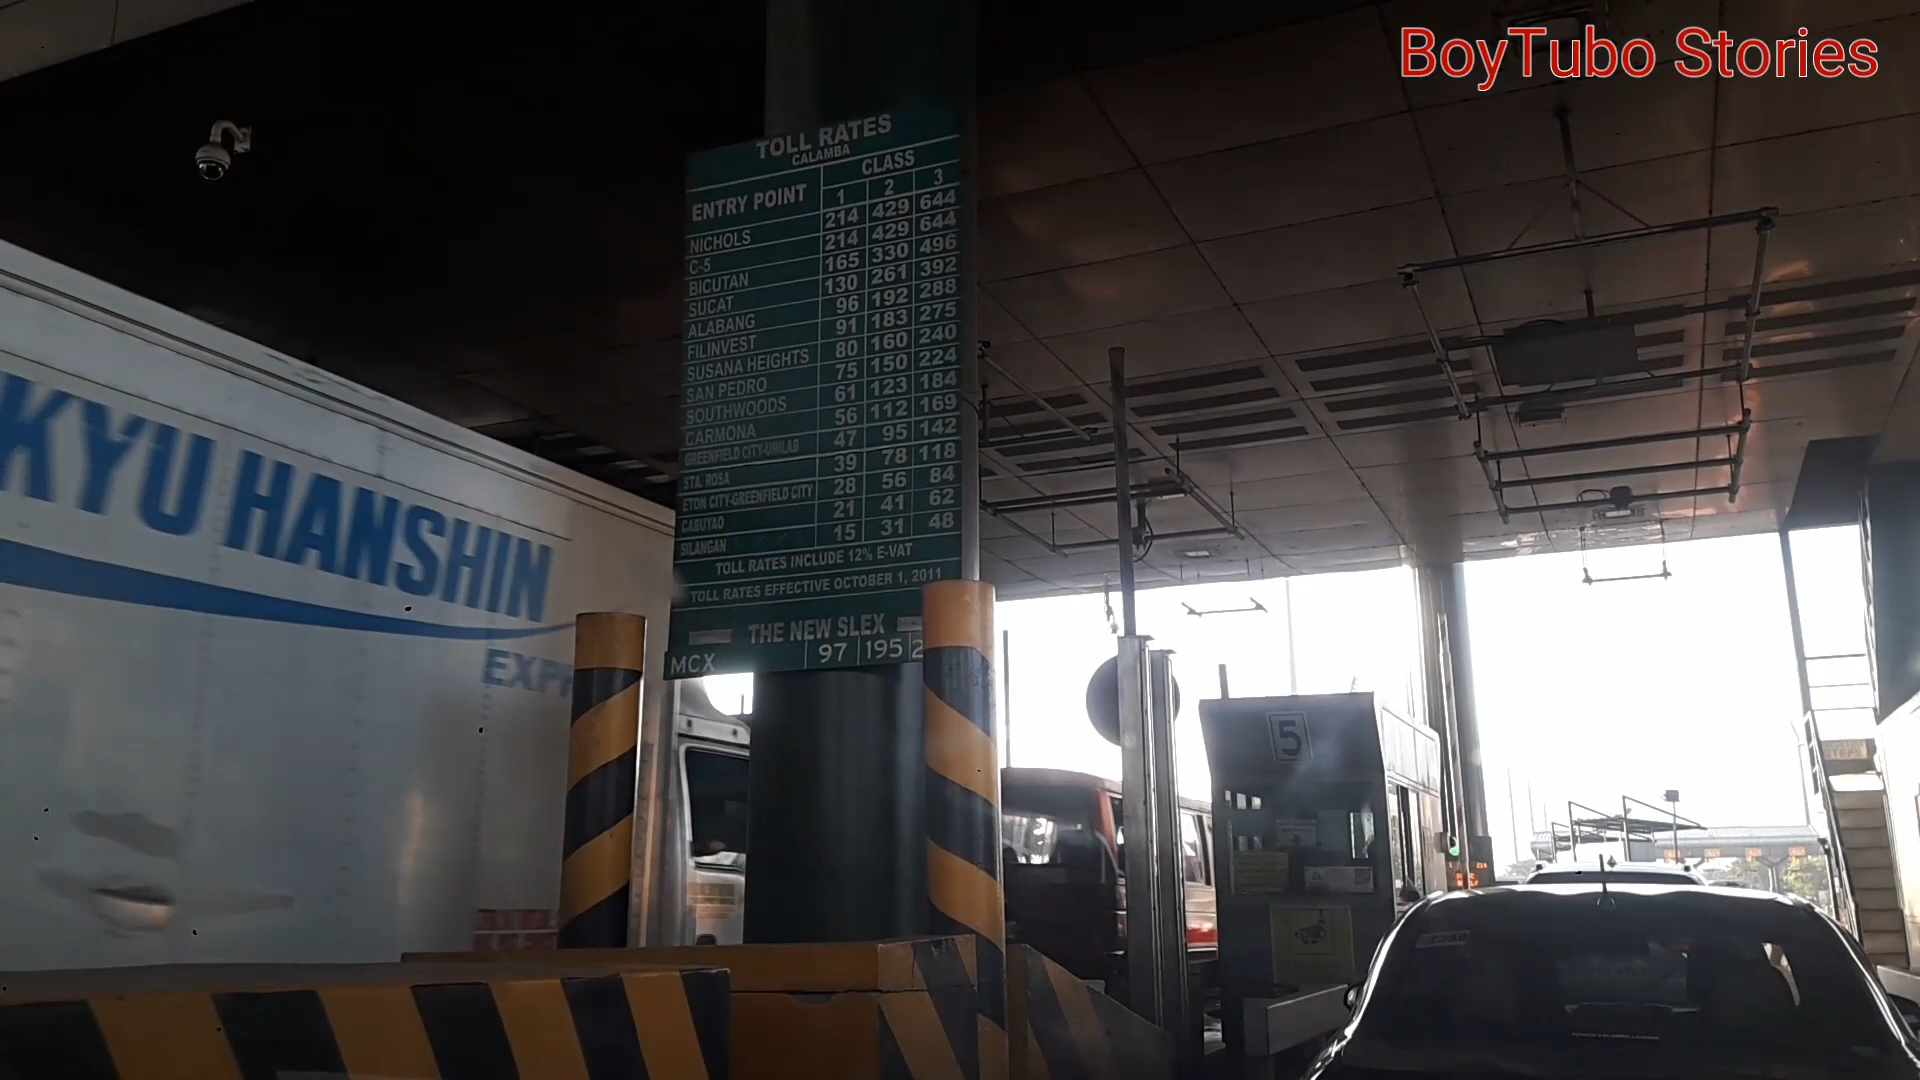 BoyTubo Stories
TOLL RATES
CALAMBA
ENTRY POINT CLASS
1 2 3
NICHOLS 214 429 644
C-5 214 429 644
BICUTAN 165 330 496
SUCAT 130 261 392
ALABANG 96 192 288
FILINVEST 91 183 275
SUSANA HEIGHTS 80 160 240
SAN PEDRO 75 150 224
SOUTHWOODS 61 123 184
CARMONA 56 112 169
GREENFIELD CITY-UNILAB 47 95 142
STA. ROSA 39 78 118
ETON CITY-GREENFIELD CITY 28 56 84
CABUYAO 21 41 62
SILANGAN 15 31 48
TOLL RATES INCLUDE 12% E-VAT
TOLL RATES EFFECTIVE OCTOBER 1, 2011
THE NEW SLEX
MCX 97 195 2
KYU HANSHIN
EXPR
5